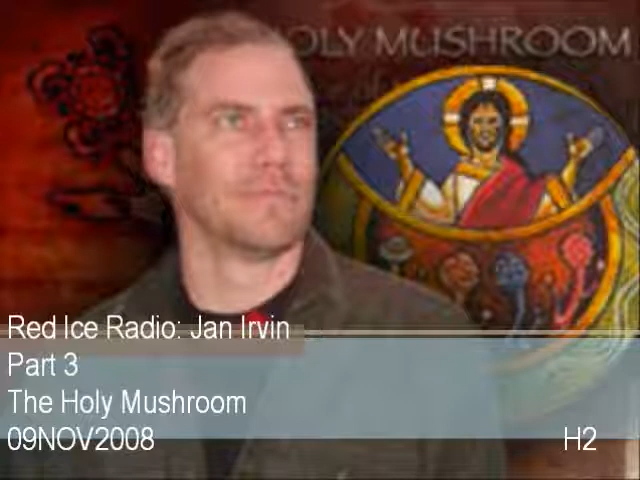 HOLY MUSHROOM
Red Ice Radio: Jan Irvin
Part 3
The Holy Mushroom
09NOV2008
H2